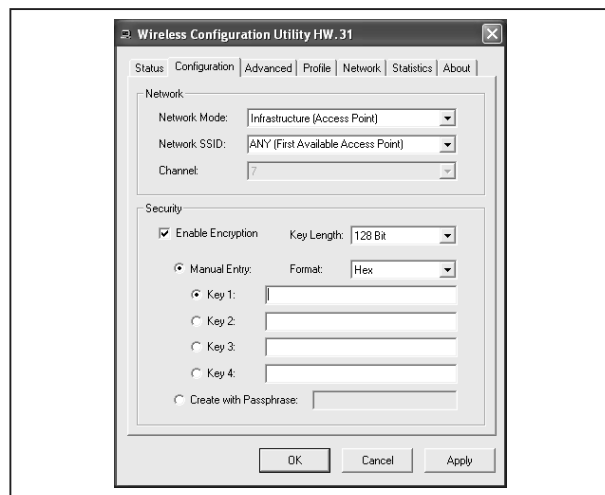 Wireless Configuration Utility HW.31
Status Configuration Advanced Profile Network Statistics About
Network
Network Mode: Infrastructure (Access Point)
Network SSID: ANY (First Available Access Point)
Channel: 7
Security
Enable Encryption Key Length: 128 Bit
Manual Entry: Format: Hex
Key 1:
Key 2:
Key 3:
Key 4:
Create with Passphrase:
OK Cancel Apply